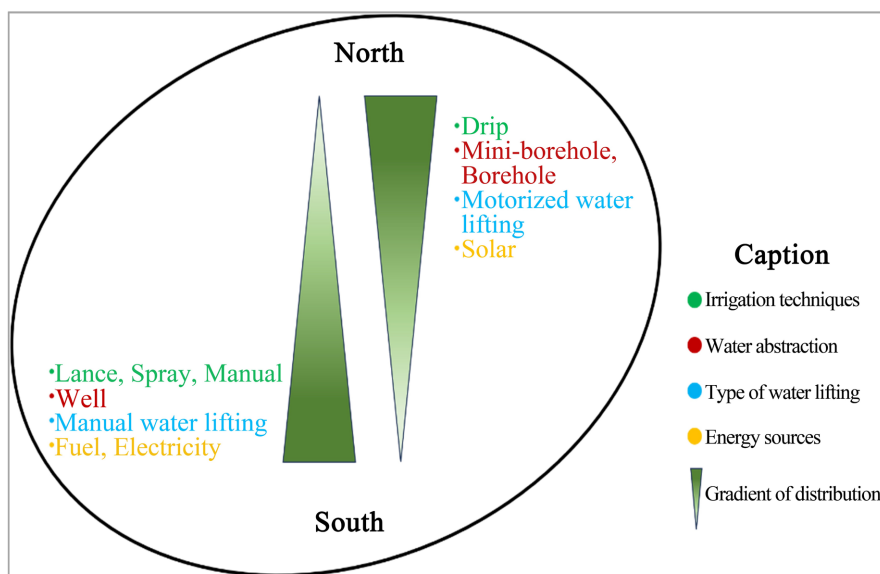 North
•Drip
•Mini-borehole,
Borehole
•Motorized water
lifting
•Solar
•Lance, Spray, Manual
•Well
•Manual water lifting
•Fuel, Electricity
South
Caption
Irrigation techniques
Water abstraction
Type of water lifting
Energy sources
Gradient of distribution